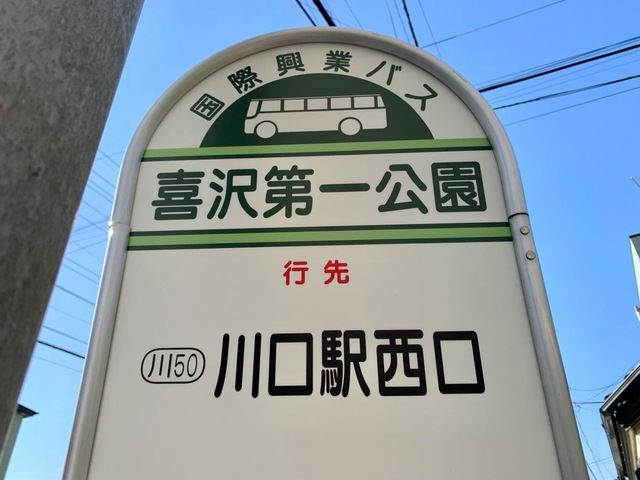 国際興業バス
喜沢第一公園
行先
川50 川口駅西口